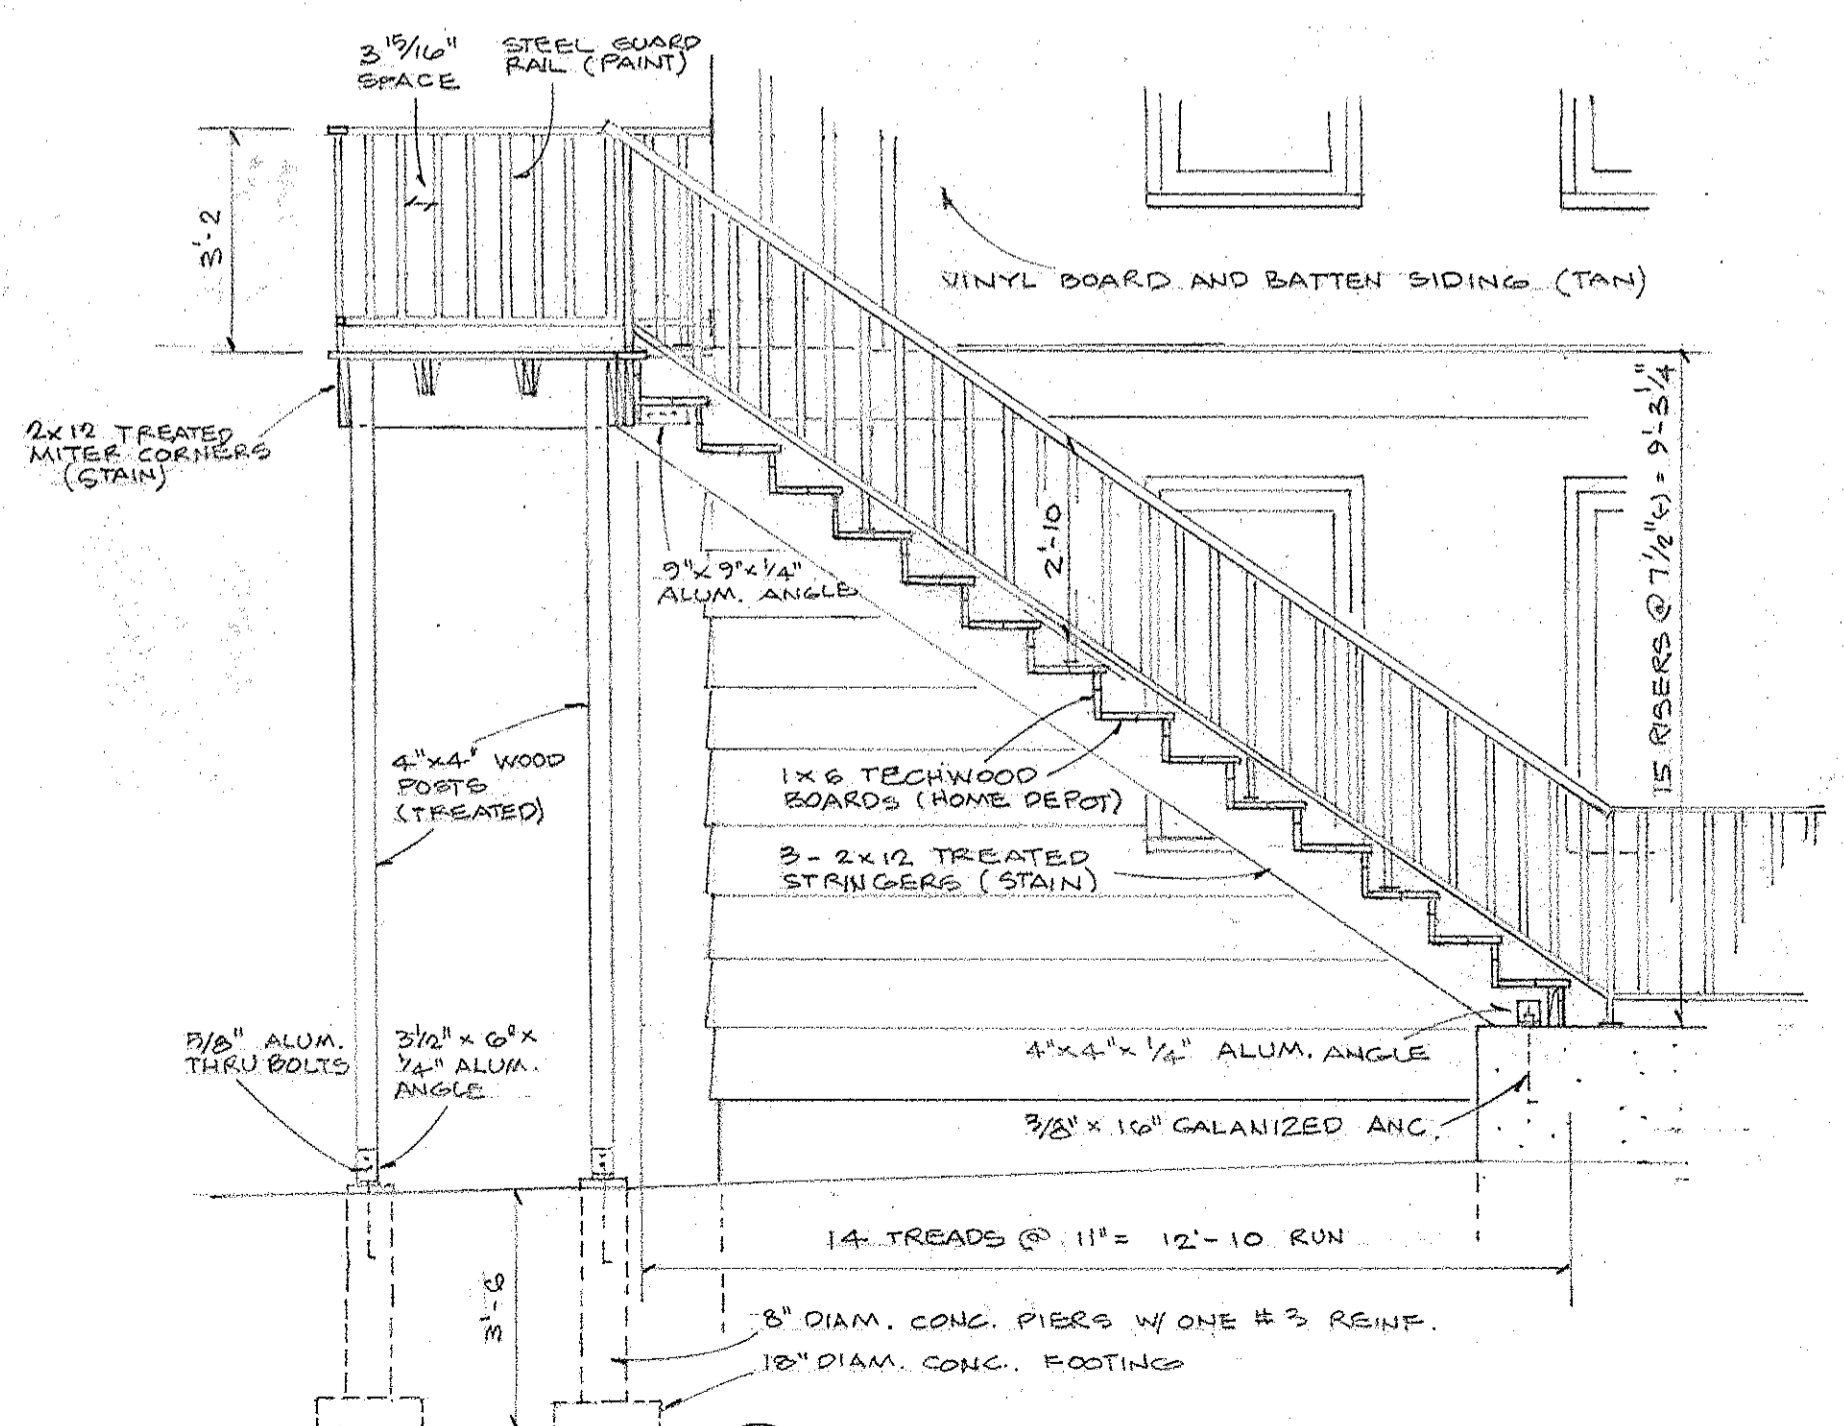 3 15/16"
SPACE
STEEL GUARD
RAIL (PAINT)
3'-2
VINYL BOARD AND BATTEN SIDING (TAN)
2x12 TREATED
MITER CORNERS
(STAIN)
9"x9"x1/4"
ALUM. ANGLE
2'-10
15 RISERS @ 7 1/2"(+) = 9'-3 1/4"
4"x4" WOOD
POSTS
(TREATED)
1x6 TECHWOOD
BOARDS (HOME DEPOT)
3-2x12 TREATED
STRINGERS (STAIN)
5/8" ALUM.
THRU BOLTS
3 1/2" x 6" x
1/4" ALUM.
ANGLE
4"x4"x1/4" ALUM. ANGLE
3/8" x 16" GALANIZED ANC.
14 TREADS @ 11" = 12'-10 RUN
3'-6
8" DIAM. CONC. PIERS W/ ONE #3 REINF.
18" DIAM. CONC. FOOTING